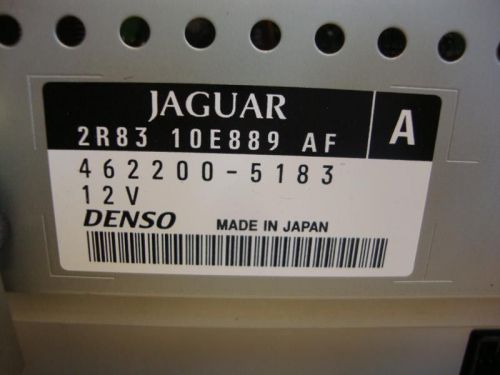 JAGUAR
2R83 10E889 AF
A
462200-5183
12V
DENSO MADE IN JAPAN